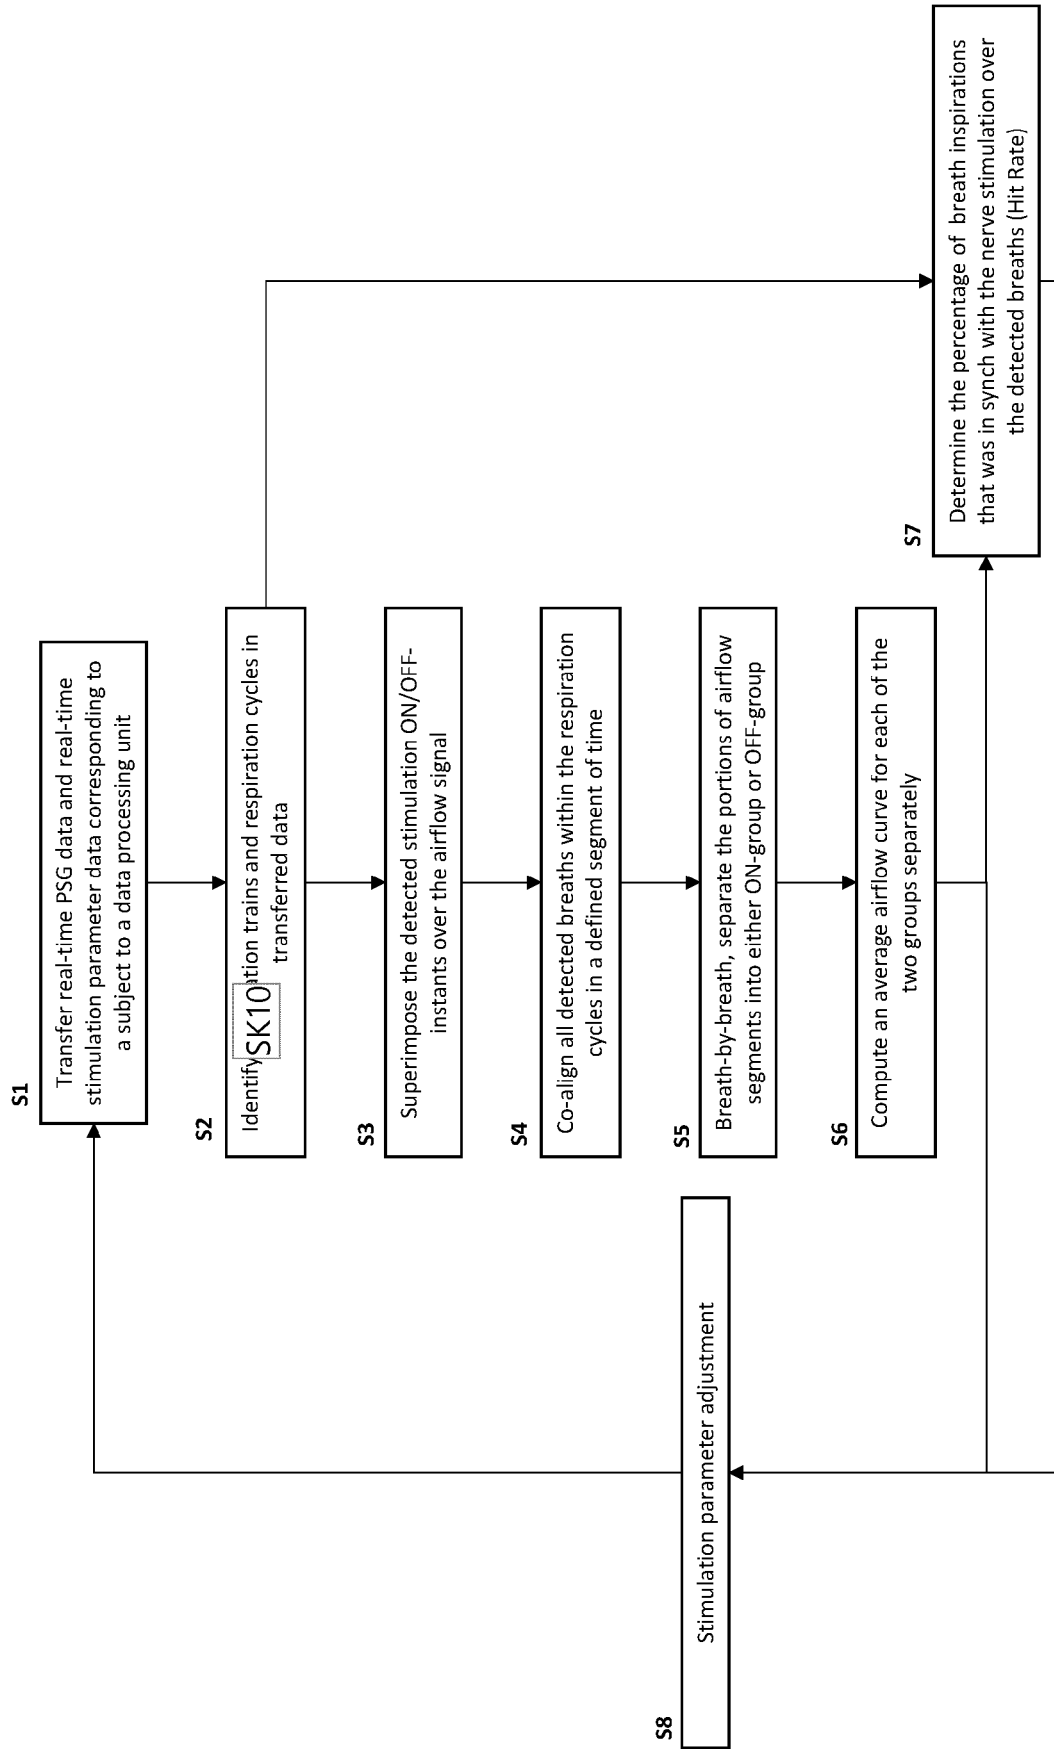 S1
Transfer real-time PSG data and real-time
stimulation parameter data corresponding to
a subject to a data processing unit
S2
Identify
SK10
ation trains and respiration cycles in
transferred data
S3
Superimpose the detected stimulation ON/OFF-
instants over the airflow signal
S4
Co-align all detected breaths within the respiration
cycles in a defined segment of time
S5
Breath-by-breath, separate the portions of airflow
segments into either ON-group or OFF-group
S6
Compute an average airflow curve for each of the
two groups separately
S7
Determine the percentage of breath inspirations
that was in synch with the nerve stimulation over
the detected breaths (Hit Rate)
S8
Stimulation parameter adjustment